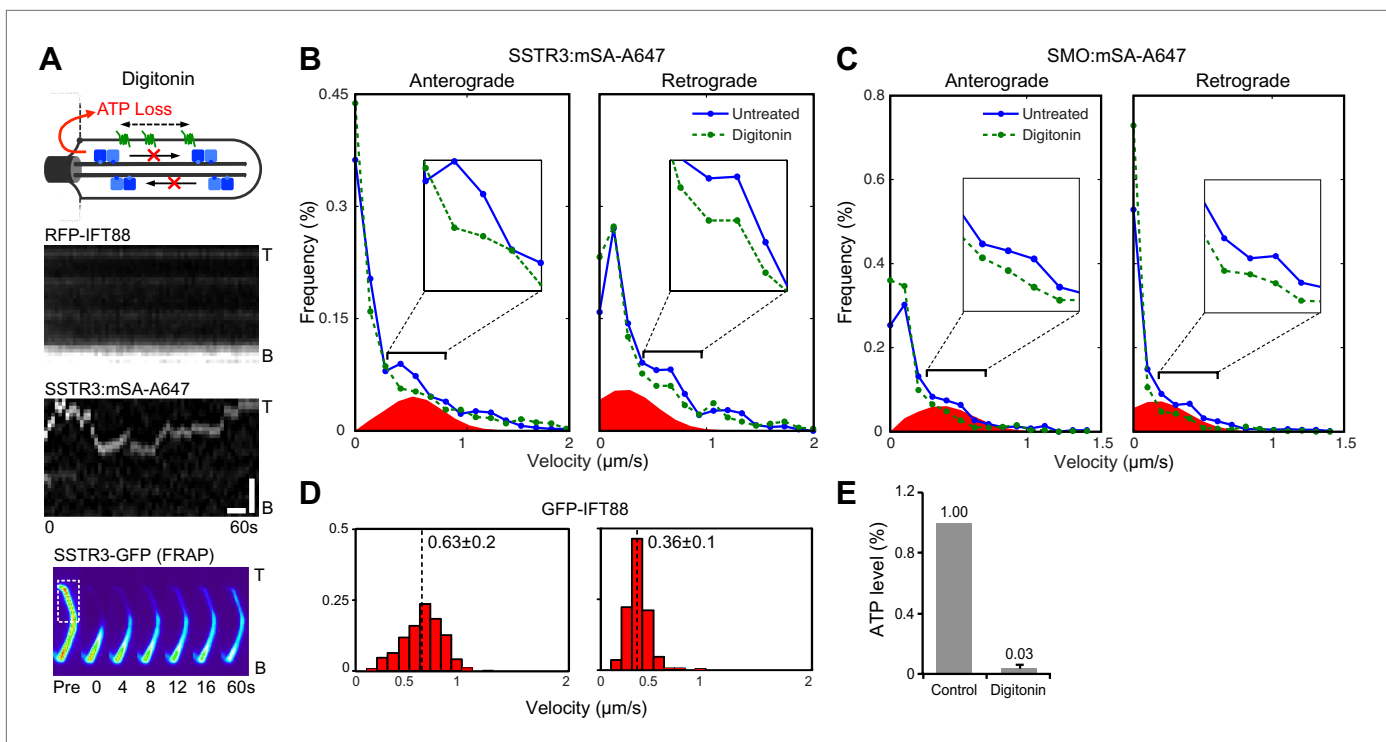 A
Digitonin
ATP Loss
RFP-IFT88
T
B
SSTR3:mSA-A647
T
B
0
60s
SSTR3-GFP (FRAP)
T
B
Pre 0 4 8 12 16 60s
B
SSTR3:mSA-A647
Anterograde
Retrograde
Untreated
Digitonin
Frequency (%)
0.45
0.3
0.15
0
0 1 2
0 1 2
Velocity (µm/s)
C
SMO:mSA-A647
Anterograde
Retrograde
Untreated
Digitonin
Untreated
Digitonin
Frequency (%)
0.8
0.6
0.4
0.2
0
0 1.0 1.5
0 1 1.5
Velocity (µm/s)
D
GFP-IFT88
0.63±0.2
0.36±0.1
0.5
0.25
0
0 0.5 1 2
0 0.5 1 2
Velocity (µm/s)
E
ATP level (%)
1.2
0.8
0.4
0
1.00
0.03
Control Digitonin